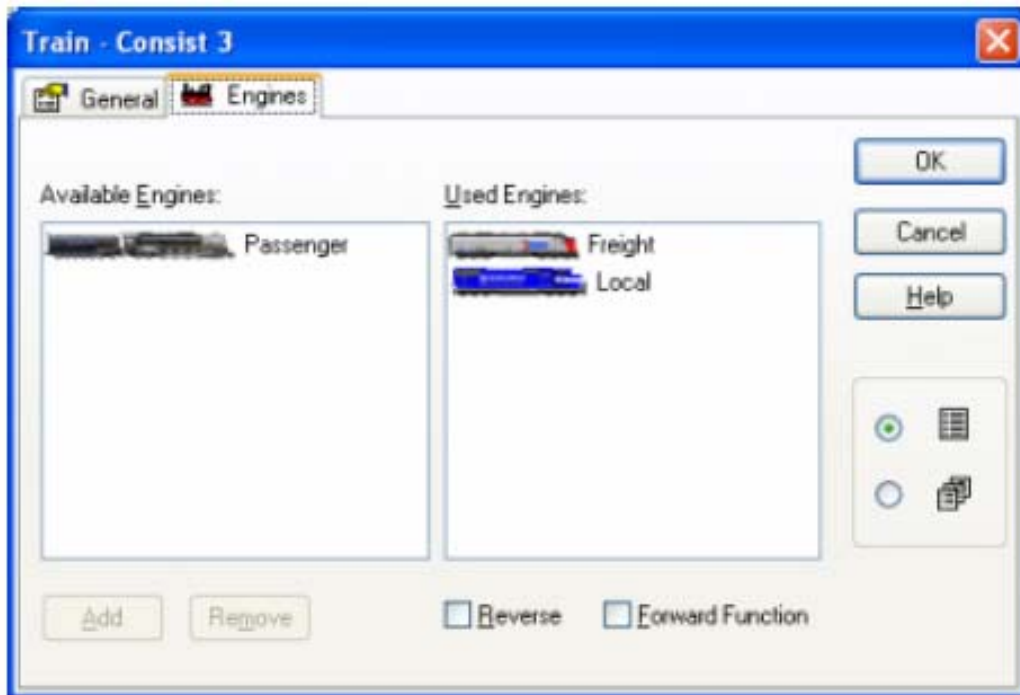 Train - Consist 3
General
Engines
Available Engines:
Passenger
Used Engines:
Freight
Local
OK
Cancel
Help
Add
Remove
Reverse
Forward Function